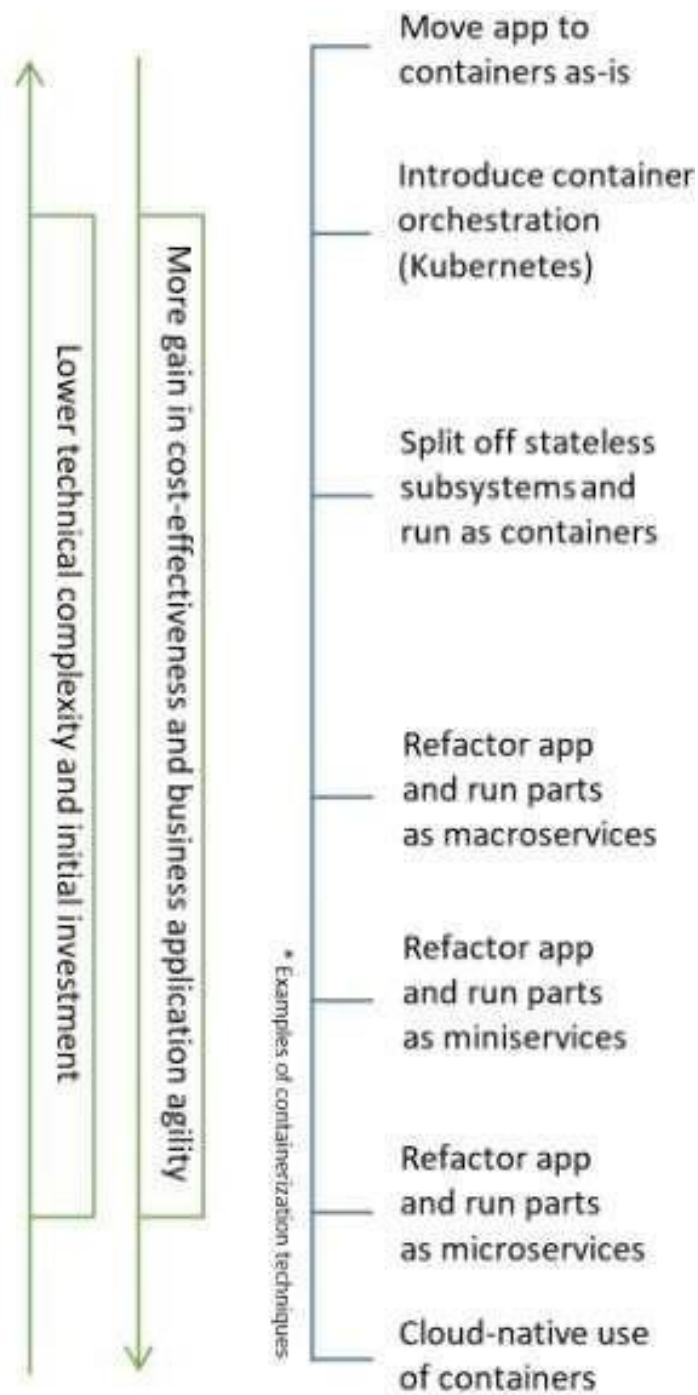 Move app to
containers as-is
Introduce container
orchestration
(Kubernetes)
Split off stateless
subsystems and
run as containers
Refactor app
and run parts
as macroservices
Refactor app
and run parts
as miniservices
Refactor app
and run parts
as microservices
Cloud-native use
of containers
Lower technical complexity and initial investment
More gain in cost-effectiveness and business application agility
* Examples of containerization techniques